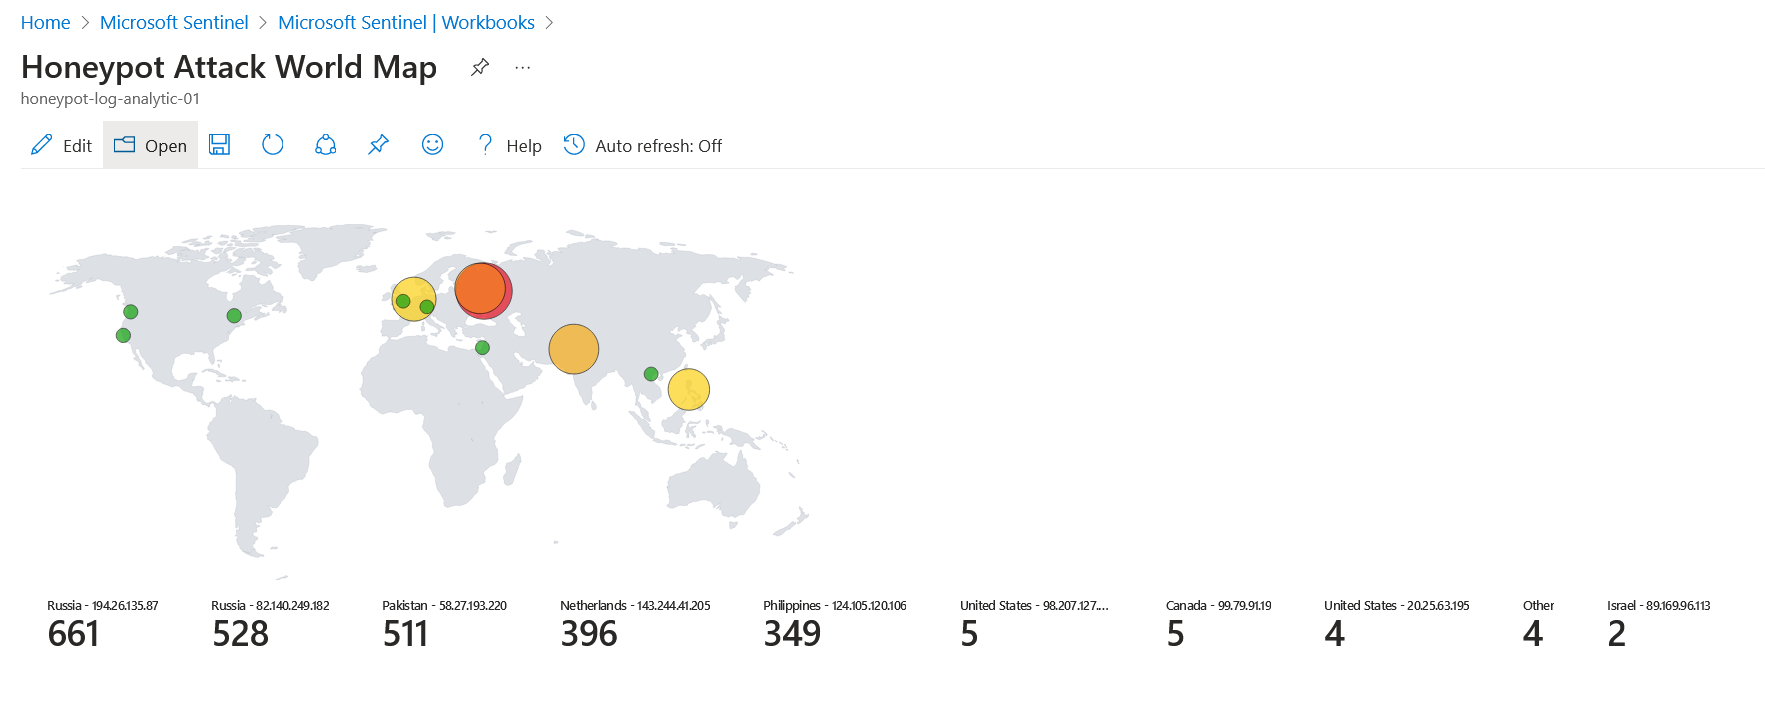 Home > Microsoft Sentinel > Microsoft Sentinel | Workbooks >
Honeypot Attack World Map ...
honeypot-log-analytic-01
Edit Open Help Auto refresh: Off
Russia - 194.26.135.87 Russia - 82.140.249.182 Pakistan - 58.27.193.220 Netherlands - 143.244.41.205 Philippines - 124.105.120.106 United States - 98.207.127.... Canada - 99.79.91.19 United States - 20.25.63.195 Other Israel - 89.169.96.113
661 528 511 396 349 5 5 4 4 2